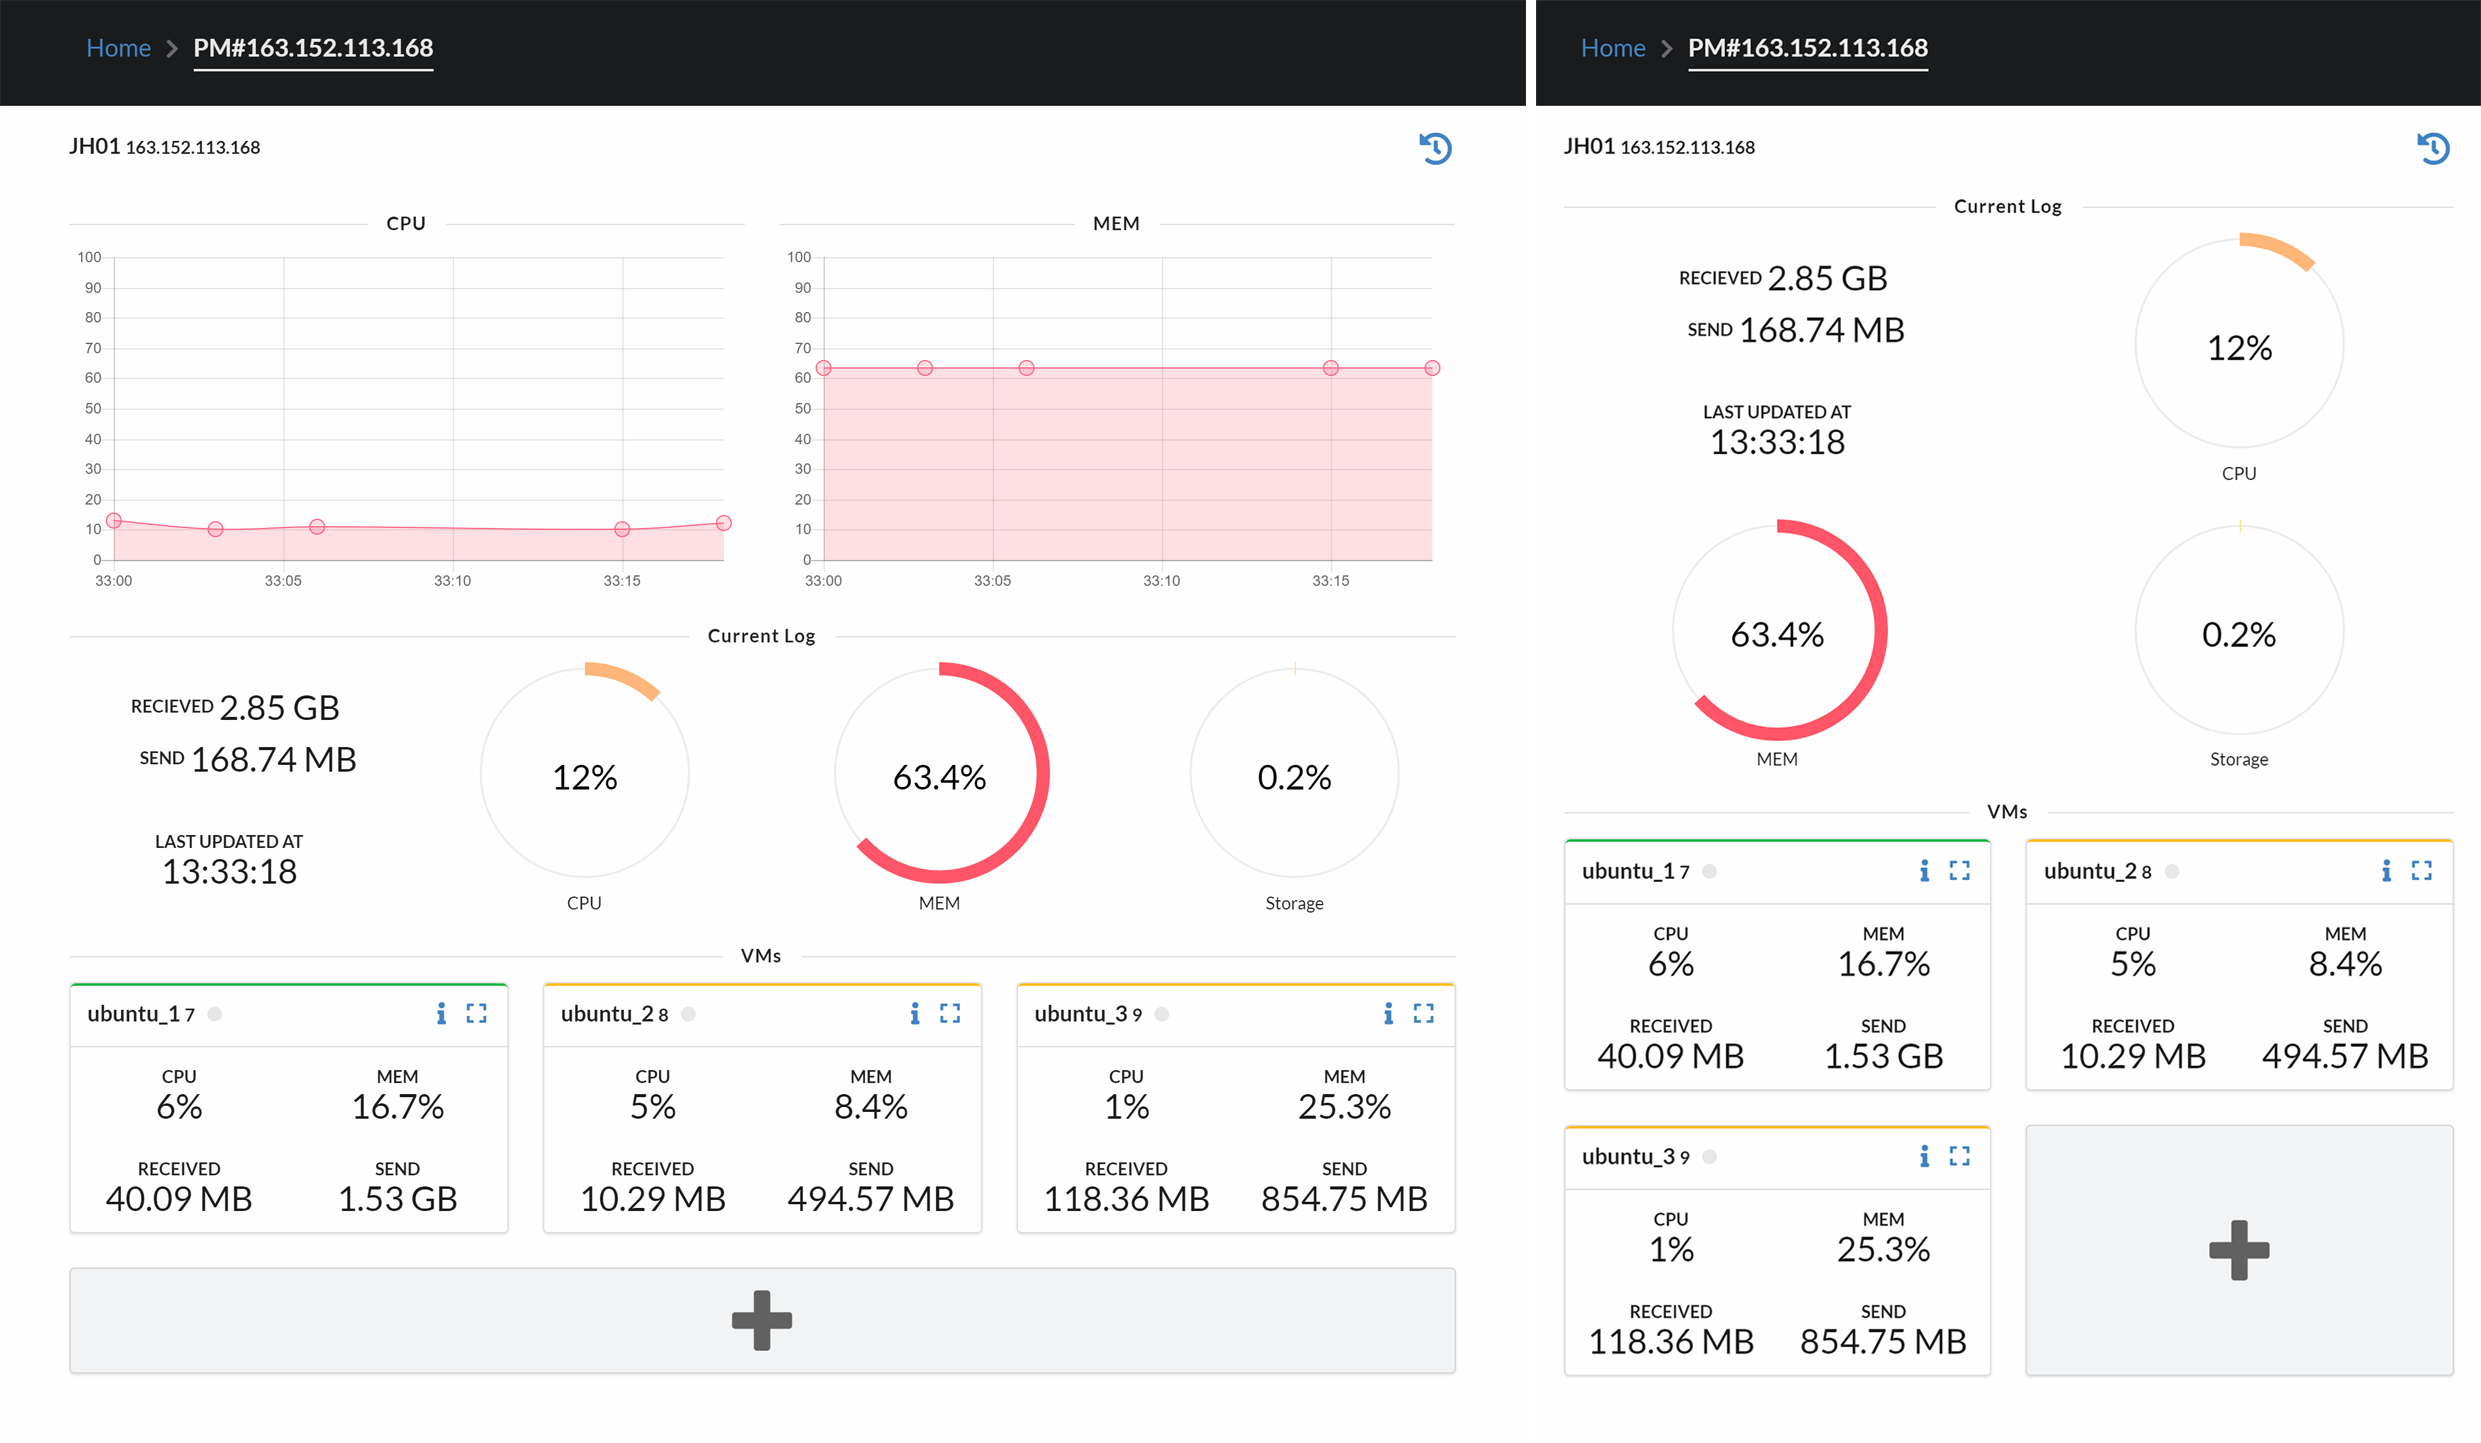 Home > PM#163.152.113.168
JH01 163.152.113.168
CPU
100
90
80
70
60
50
40
30
20
10
0
33:00 33:05 33:10 33:15
MEM
100
90
80
70
60
50
40
30
20
10
0
33:00 33:05 33:10 33:15
Current Log
RECIEVED 2.85 GB
SEND 168.74 MB
LAST UPDATED AT
13:33:18
12%
CPU
63.4%
MEM
0.2%
Storage
VMs
ubuntu_1 7
CPU MEM
6% 16.7%
RECEIVED SEND
40.09 MB 1.53 GB
ubuntu_2 8
CPU MEM
5% 8.4%
RECEIVED SEND
10.29 MB 494.57 MB
ubuntu_3 9
CPU MEM
1% 25.3%
RECEIVED SEND
118.36 MB 854.75 MB
Home > PM#163.152.113.168
JH01 163.152.113.168
Current Log
RECIEVED 2.85 GB
SEND 168.74 MB
LAST UPDATED AT
13:33:18
12%
CPU
63.4%
MEM
0.2%
Storage
VMs
ubuntu_1 7
CPU MEM
6% 16.7%
RECEIVED SEND
40.09 MB 1.53 GB
ubuntu_2 8
CPU MEM
5% 8.4%
RECEIVED SEND
10.29 MB 494.57 MB
ubuntu_3 9
CPU MEM
1% 25.3%
RECEIVED SEND
118.36 MB 854.75 MB